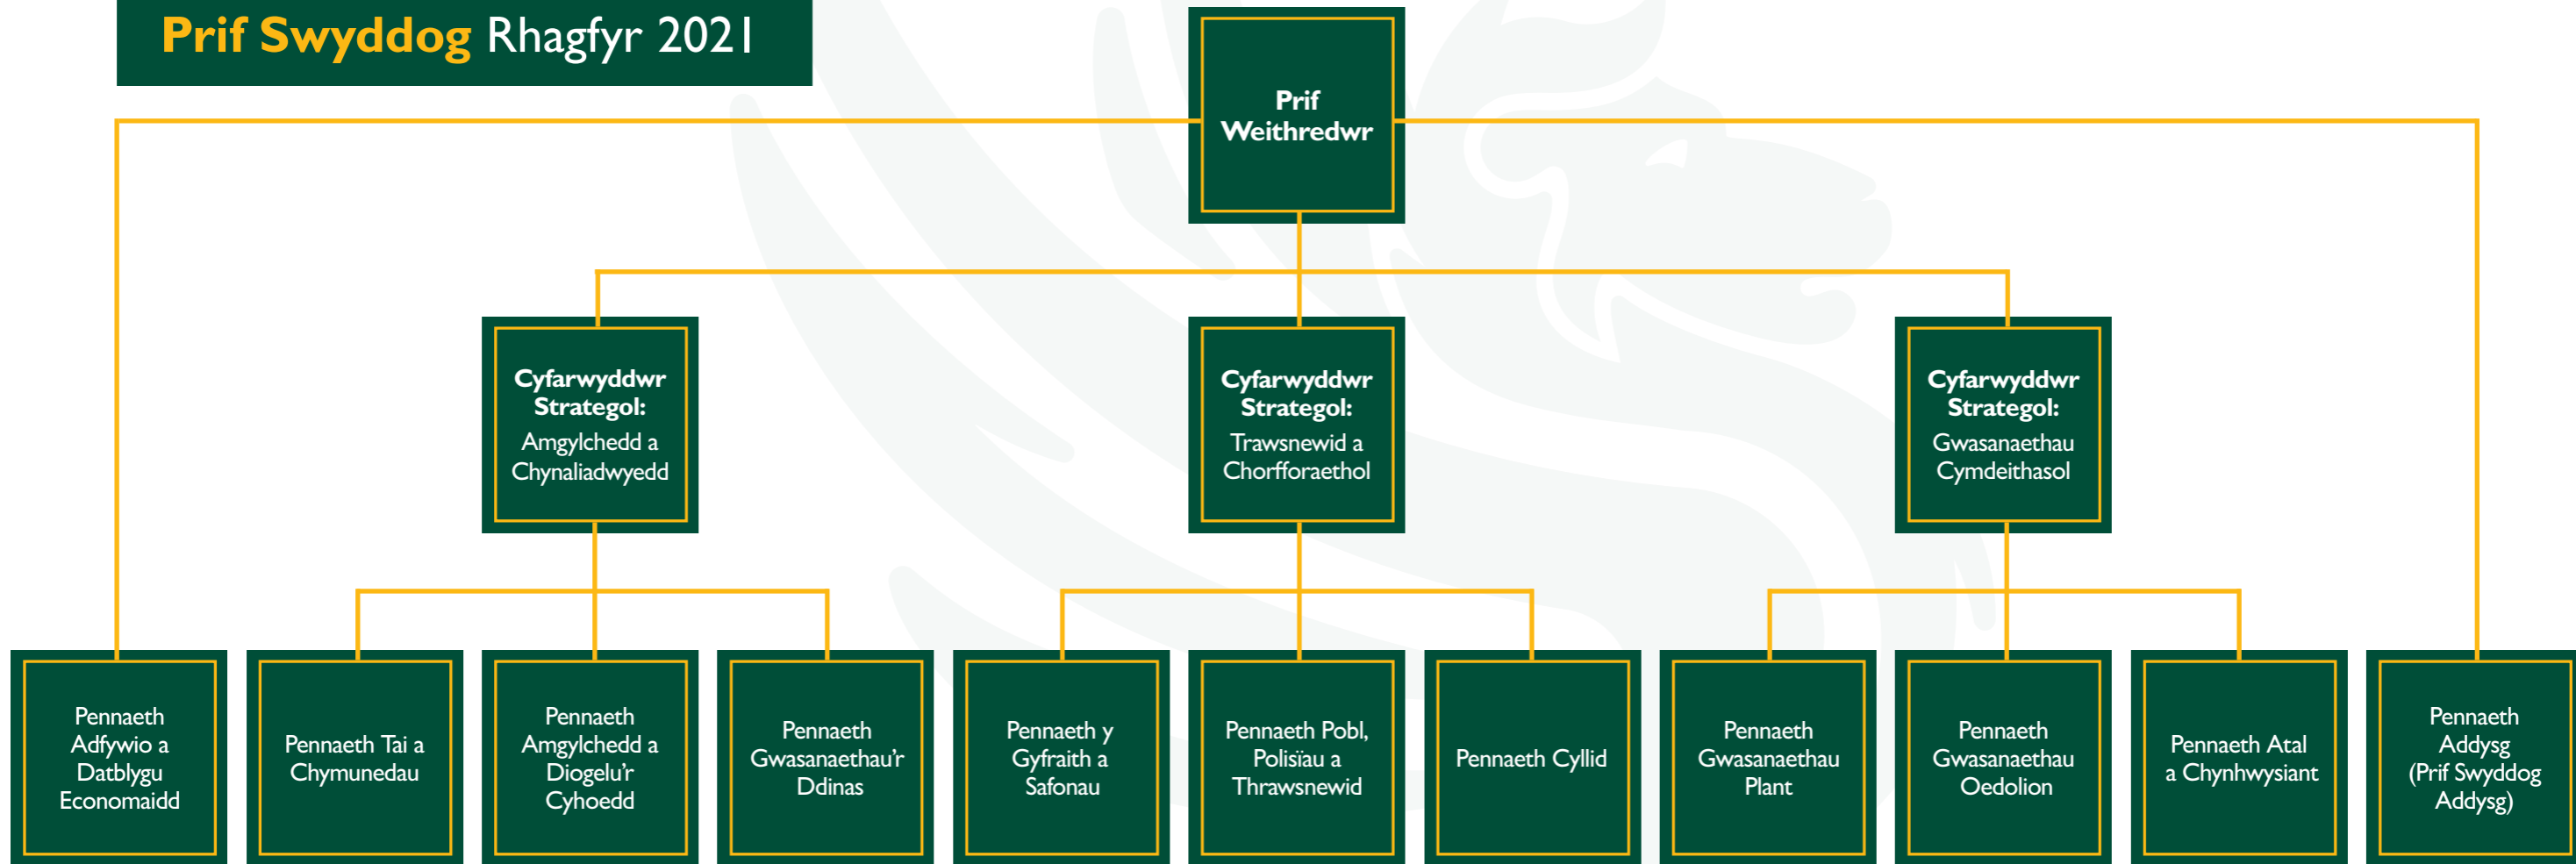 Prif Swyddog Rhagfyr 2021
Prif
Weithredwr
Cyfarwyddwr
Strategol:
Amgylchedd a
Chynaliadwyedd
Cyfarwyddwr
Strategol:
Trawsnewid a
Chorfforaethol
Cyfarwyddwr
Strategol:
Gwasanaethau
Cymdeithasol
Pennaeth
Adfywio a
Datblygu
Economaidd
Pennaeth Tai a
Chymunedau
Pennaeth
Amgylchedd a
Diogelu’r
Cyhoedd
Pennaeth
Gwasanaethau’r
Ddinas
Pennaeth y
Gyfraith a
Safonau
Pennaeth Pobl,
Polisïau a
Thrawsnewid
Pennaeth Cyllid
Pennaeth
Gwasanaethau
Plant
Pennaeth
Gwasanaethau
Oedolion
Pennaeth Atal
a Chynhwysiant
Pennaeth
Addysg
(Prif Swyddog
Addysg)